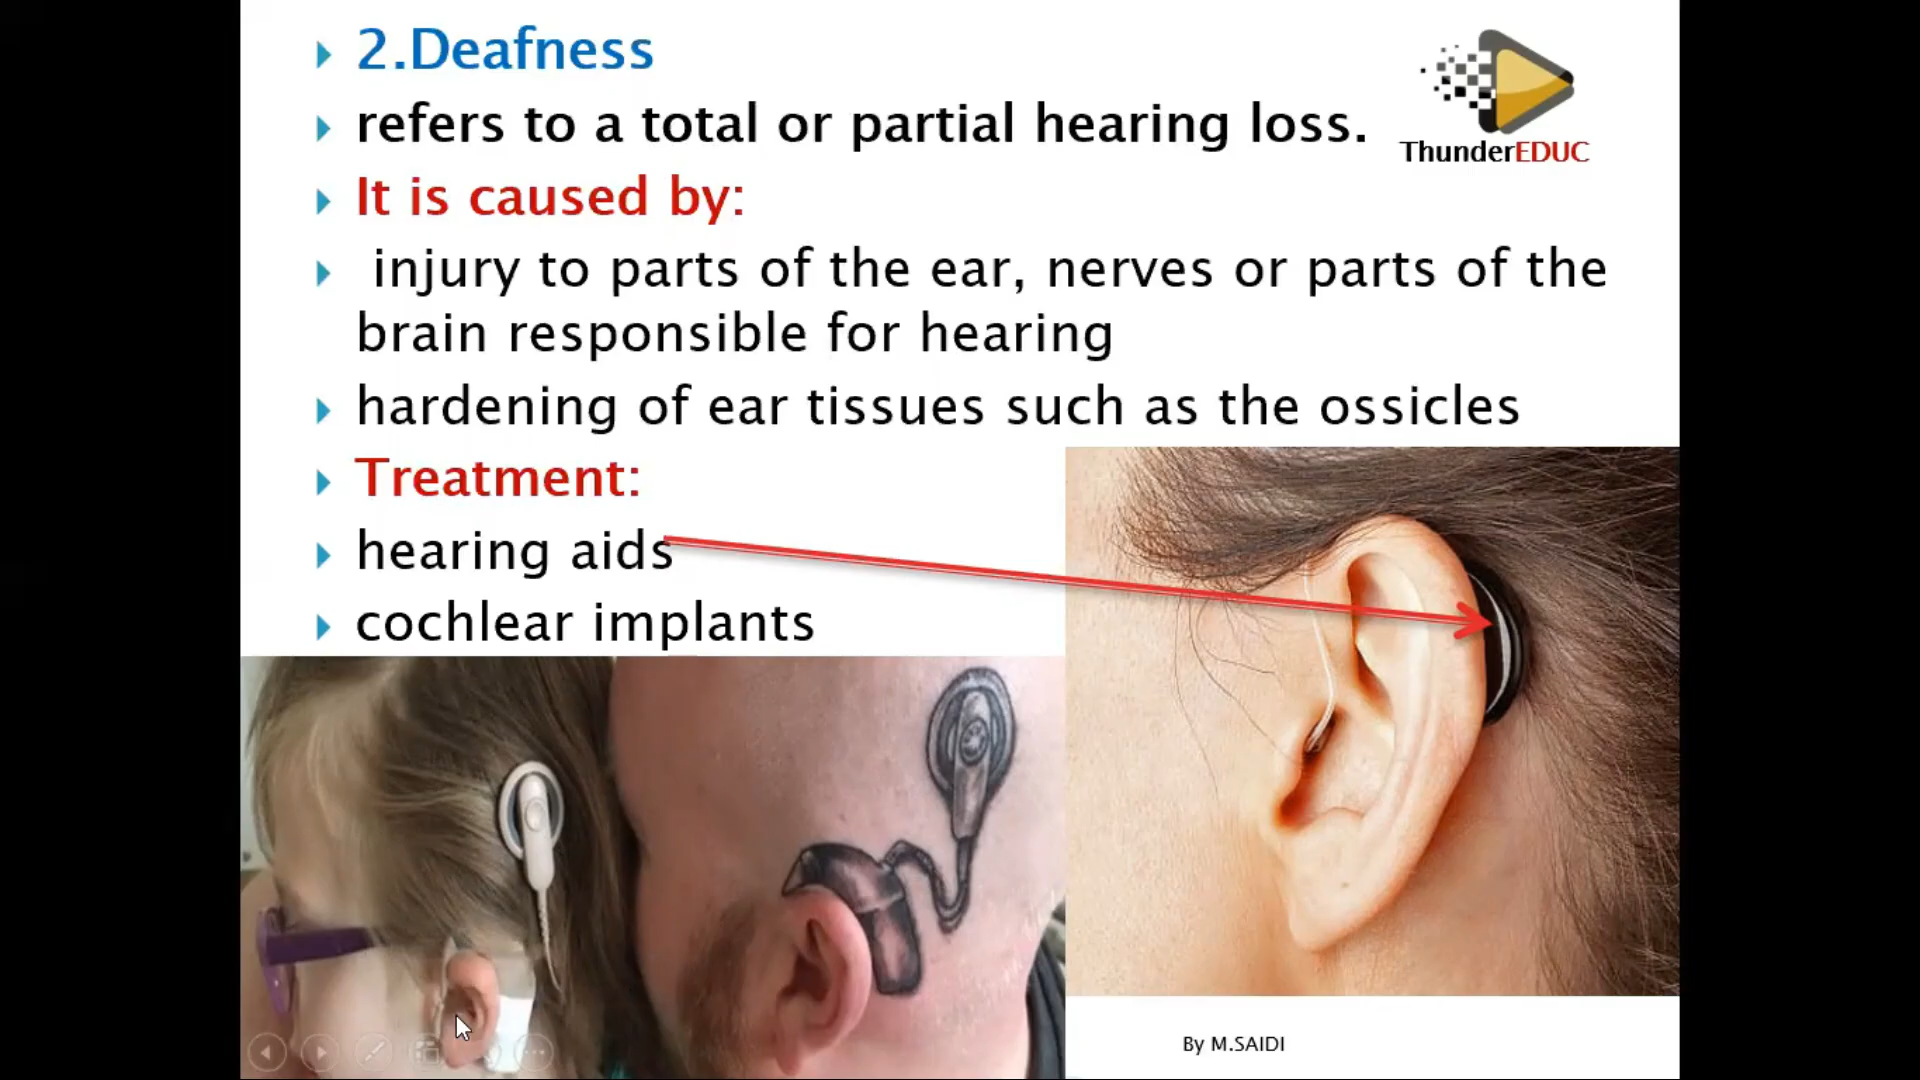 2.Deafness
refers to a total or partial hearing loss.
ThunderEDUC
It is caused by:
injury to parts of the ear, nerves or parts of the
brain responsible for hearing
hardening of ear tissues such as the ossicles
Treatment:
hearing aids
cochlear implants
By M.SAIDI